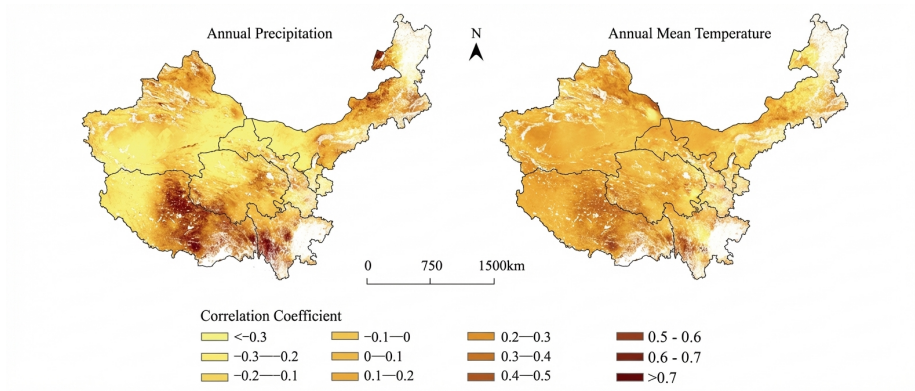 Annual Precipitation
N
Annual Mean Temperature
0 750 1500km
Correlation Coefficient
<−0.3
−0.3—−0.2
−0.2—−0.1
−0.1—0
0—0.1
0.1—0.2
0.2—0.3
0.3—0.4
0.4—0.5
0.5 - 0.6
0.6 - 0.7
>0.7